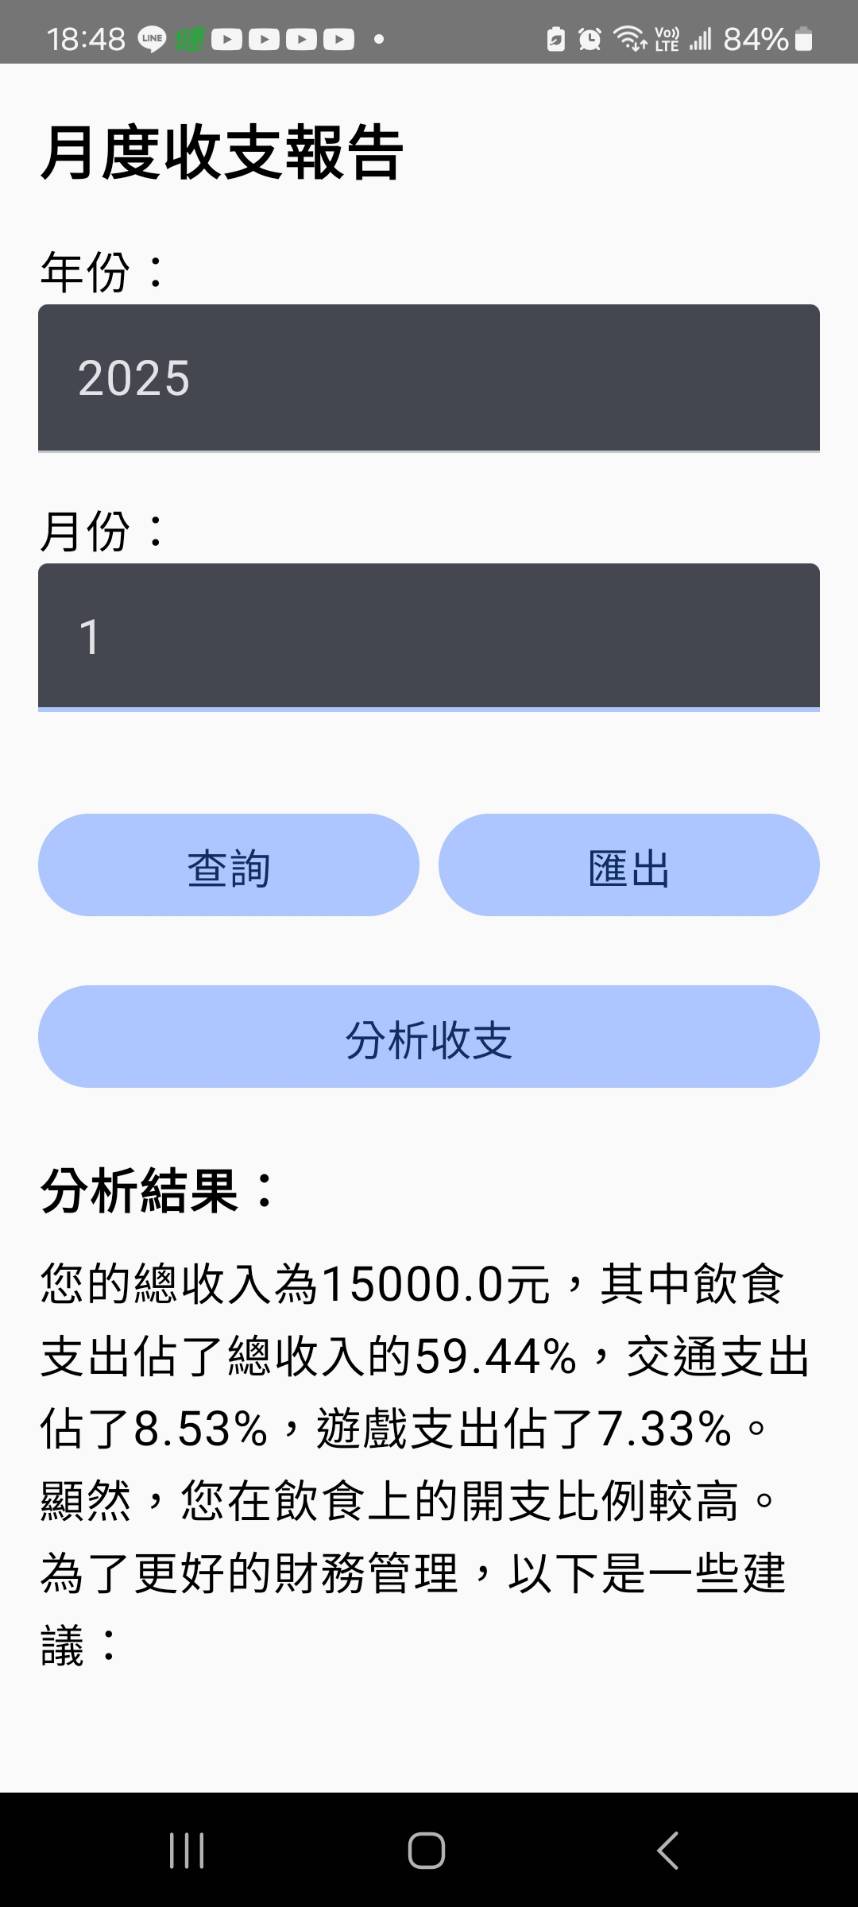 18:48 LINE Vo)) LTE 84%
月度收支報告
年份：
2025
月份：
1
查詢 匯出
分析收支
分析結果：
您的總收入為15000.0元，其中飲食
支出佔了總收入的59.44%，交通支出
佔了8.53%，遊戲支出佔了7.33%。
顯然，您在飲食上的開支比例較高。
為了更好的財務管理，以下是一些建
議：